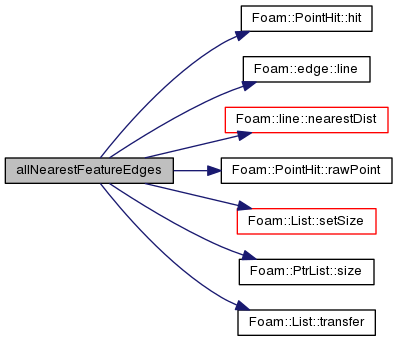 Foam::PointHit::hit
Foam::edge::line
Foam::line::nearestDist
allNearestFeatureEdges
Foam::PointHit::rawPoint
Foam::List::setSize
Foam::PtrList::size
Foam::List::transfer